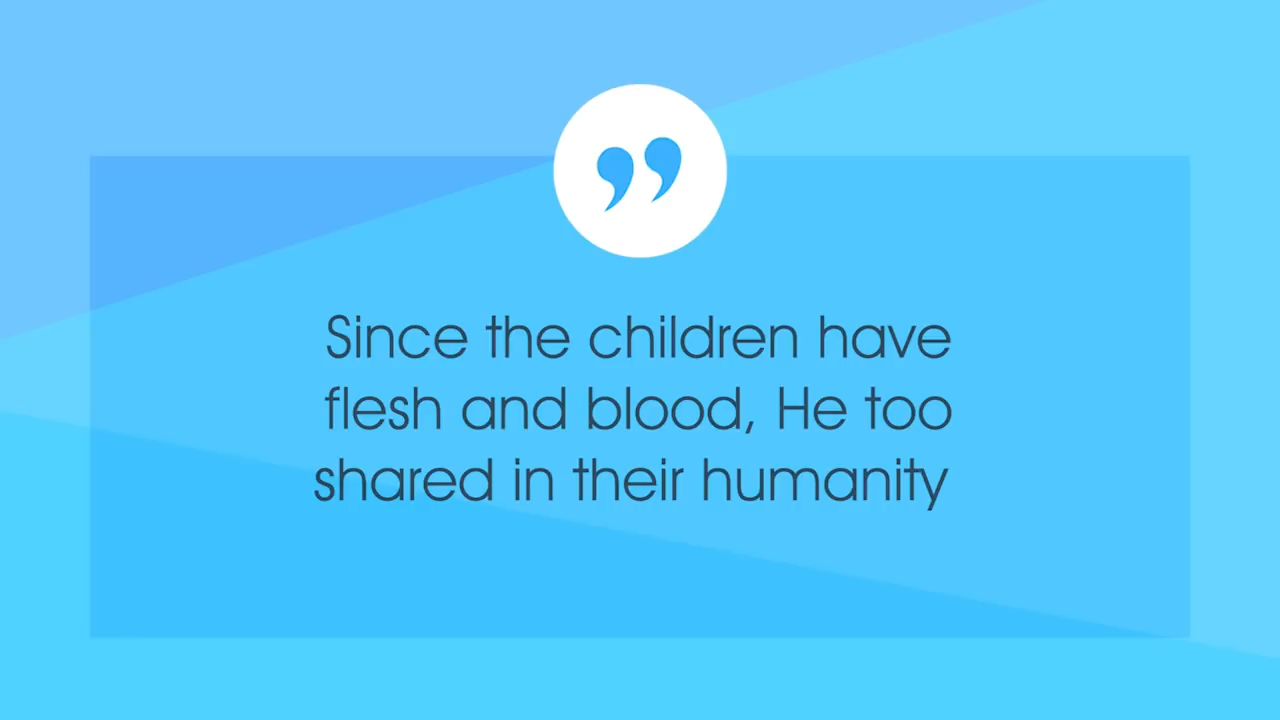 Since the children have
flesh and blood, He too
shared in their humanity